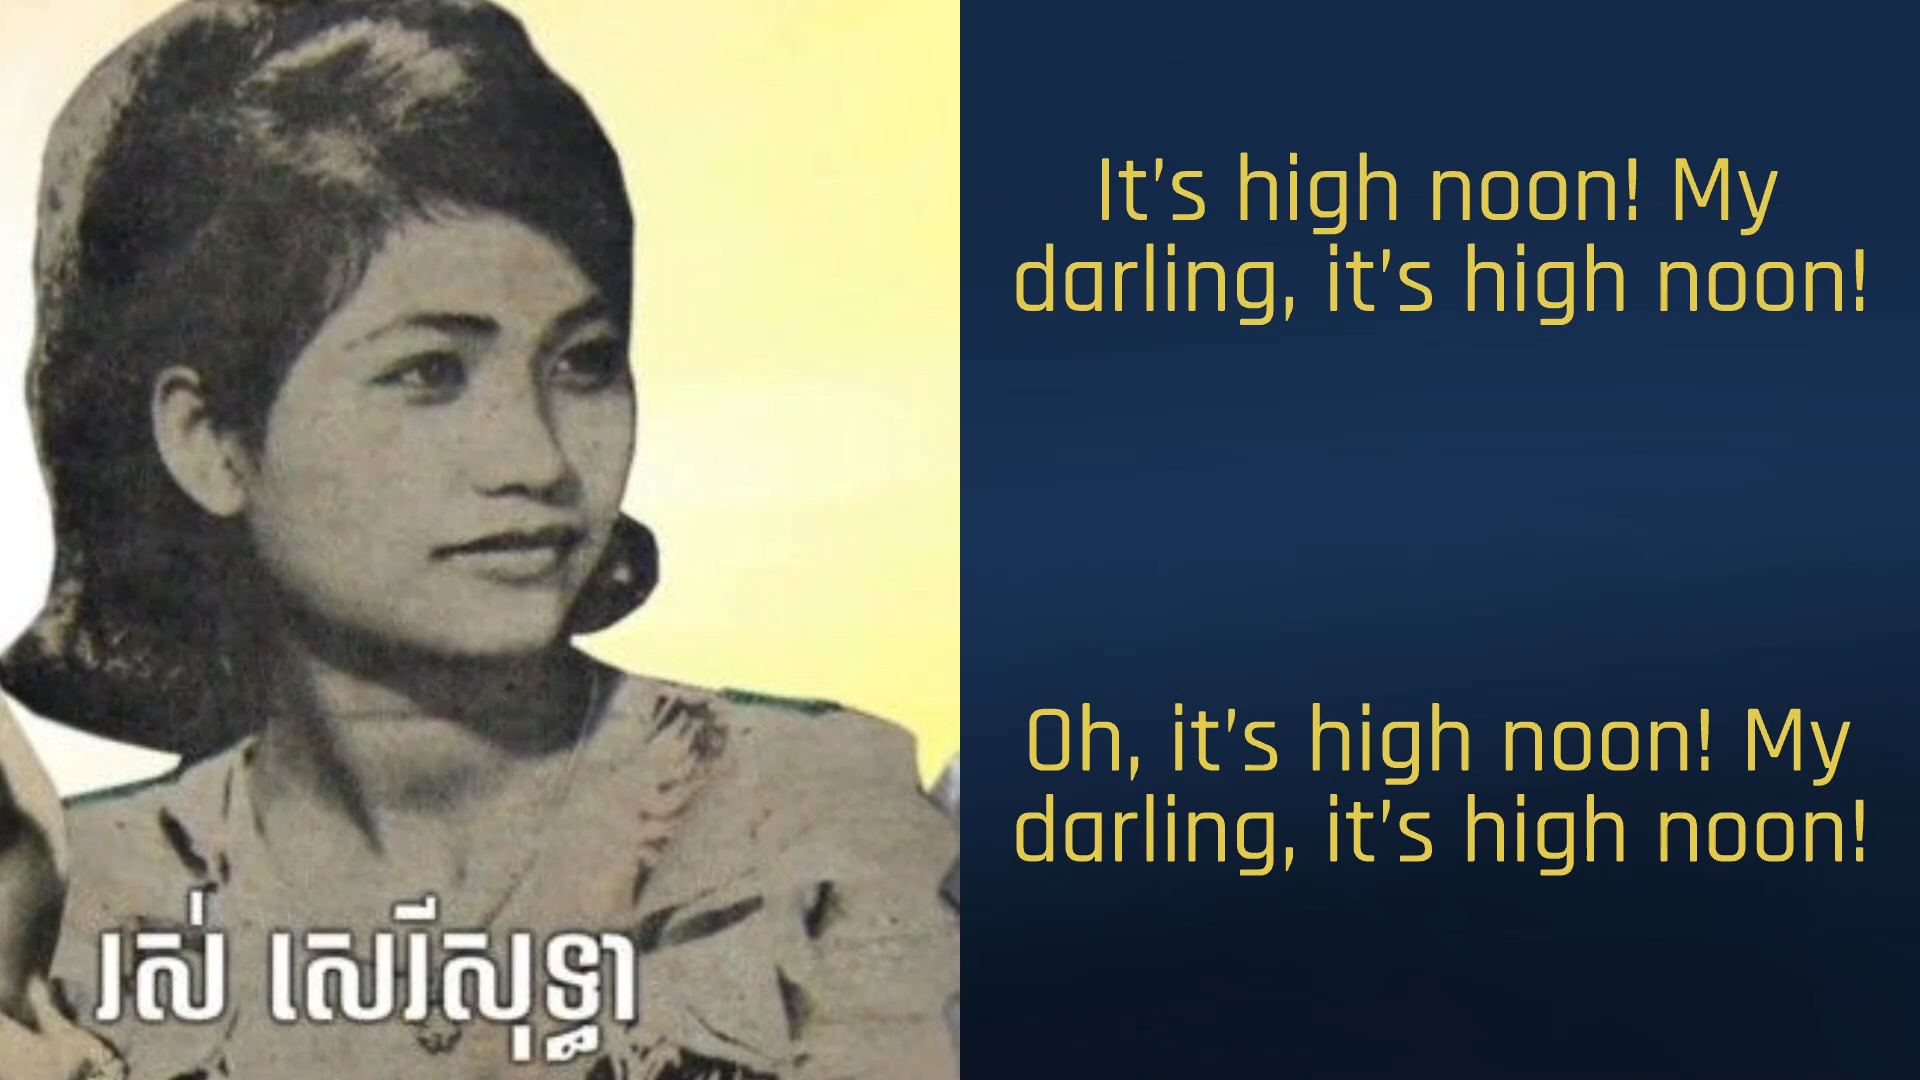 រស់ សេរីសុទ្ធា
It's high noon! My
darling, it's high noon!
Oh, it's high noon! My
darling, it's high noon!